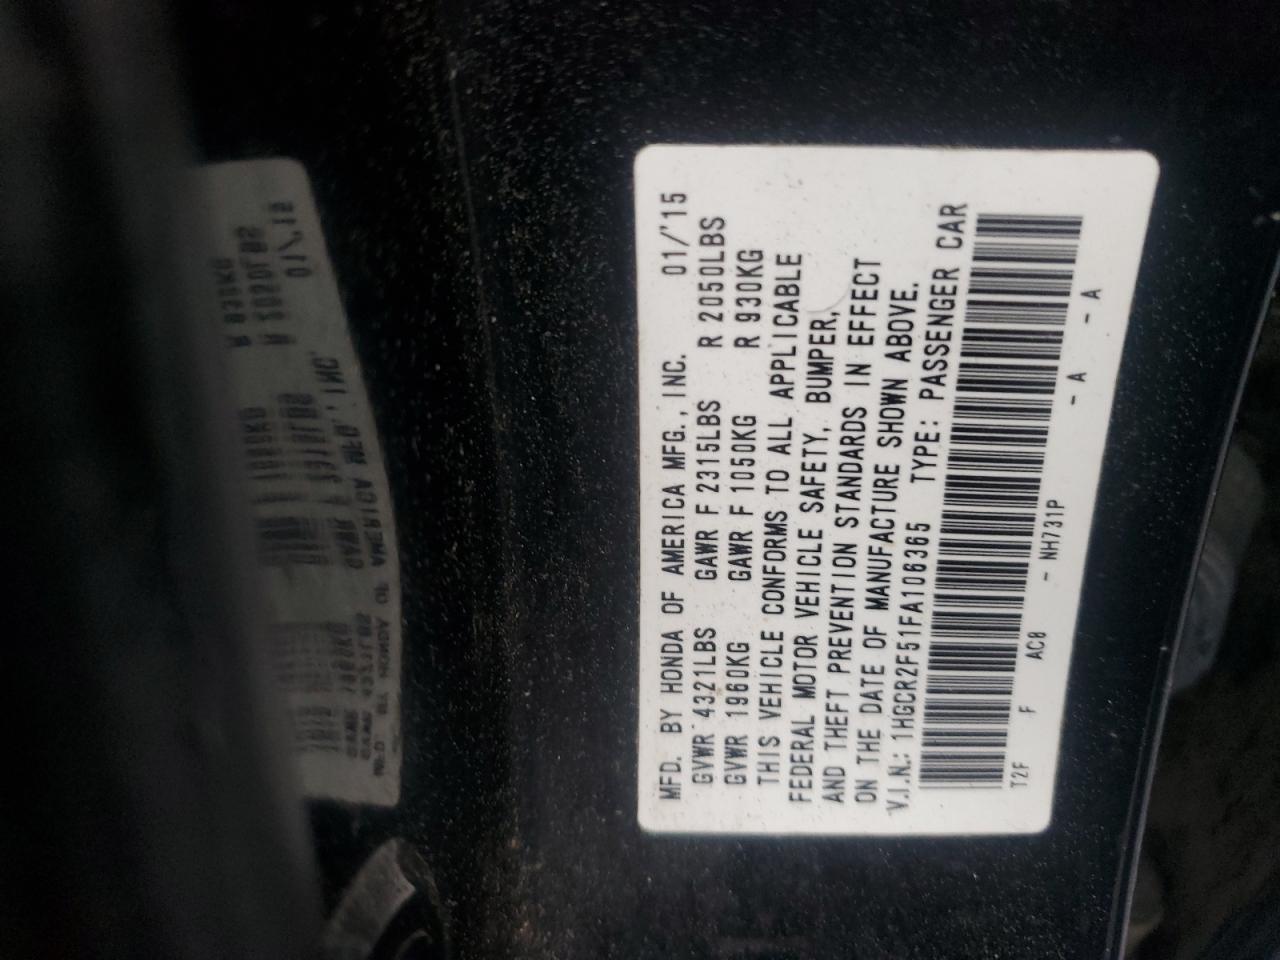 MFD. BY HONDA OF AMERICA MFG., INC. 01/'15
GVWR 4321LBS GAWR F 2315LBS R 2050LBS
GVWR 1960KG GAWR F 1050KG R 930KG
THIS VEHICLE CONFORMS TO ALL APPLICABLE
FEDERAL MOTOR VEHICLE SAFETY, BUMPER,
AND THEFT PREVENTION STANDARDS IN EFFECT
ON THE DATE OF MANUFACTURE SHOWN ABOVE.
V.I.N.: 1HGCR2F51FA106365 TYPE: PASSENGER CAR
T2F F AC8 - NH731P - A - A